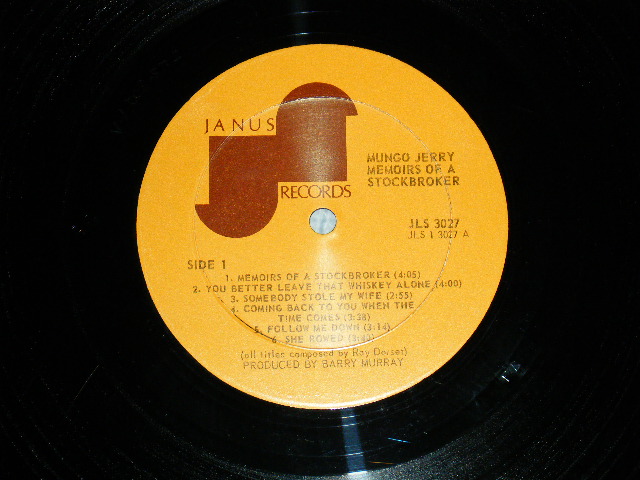 JANUS
RECORDS
MUNGO JERRY
MEMOIRS OF A
STOCKBROKER
JLS 3027
JLS 1 3027 A
SIDE 1
1. MEMOIRS OF A STOCKBROKER (4:05)
2. YOU BETTER LEAVE THAT WHISKEY ALONE (4:00)
3. SOMEBODY STOLE MY WIFE (2:55)
4. COMING BACK TO YOU WHEN THE
TIME COMES (3:38)
5. FOLLOW ME DOWN (3:14)
6. SHE ROWED
(all titles composed by Ray Dorset)
PRODUCED BY BARRY MURRAY